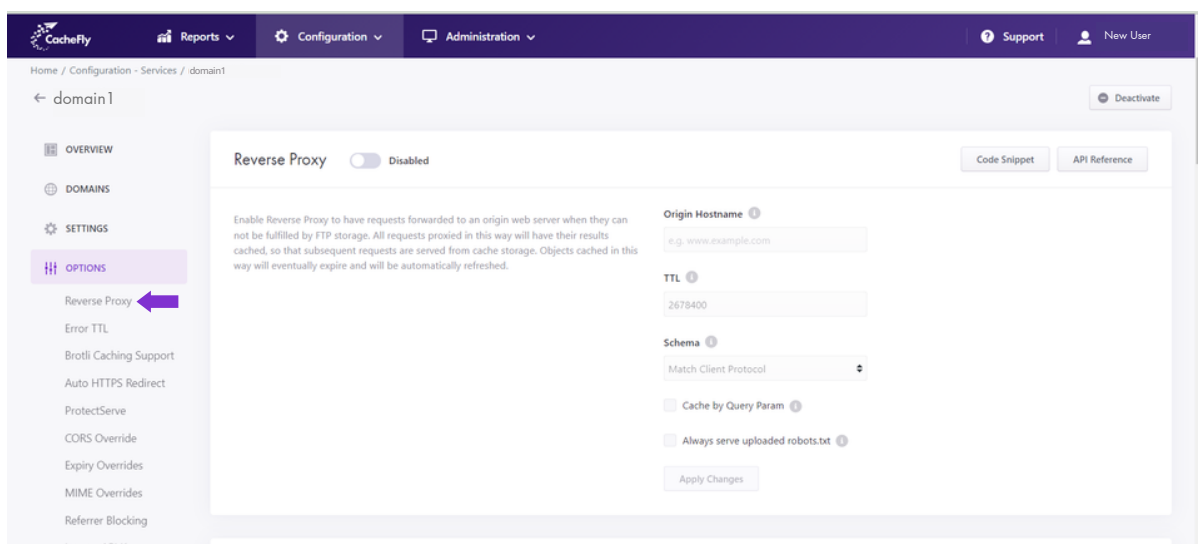 CacheFly
Reports
Configuration
Administration
Support
New User
Home / Configuration - Services / domain1
← domain1
Deactivate
OVERVIEW
DOMAINS
SETTINGS
OPTIONS
Reverse Proxy
Error TTL
Brotli Caching Support
Auto HTTPS Redirect
ProtectServe
CORS Override
Expiry Overrides
MIME Overrides
Referrer Blocking
Reverse Proxy
Disabled
Code Snippet
API Reference
Enable Reverse Proxy to have requests forwarded to an origin web server when they can
not be fulfilled by FTP storage. All requests proxied in this way will have their results
cached, so that subsequent requests are served from cache storage. Objects cached in this
way will eventually expire and will be automatically refreshed.
Origin Hostname
e.g. www.example.com
TTL
2678400
Schema
Match Client Protocol
Cache by Query Param
Always serve uploaded robots.txt
Apply Changes